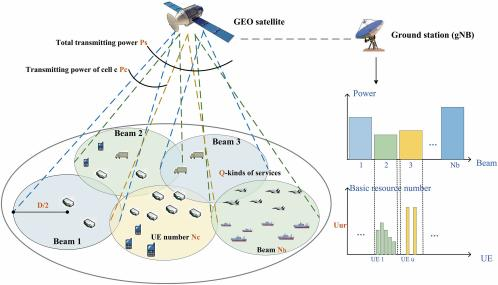 GEO satellite
Total transmitting power Ps
Ground station (gNB)
Transmitting power of cell c Pc
Power
Beam 2
Beam 3
1 2 3 ... Nb
Beam
Q-kinds of services
Basic resource number
D/2
Uur
Beam 1
UE number Nc
Beam Nb
... ...
UE 1 UE u
UE